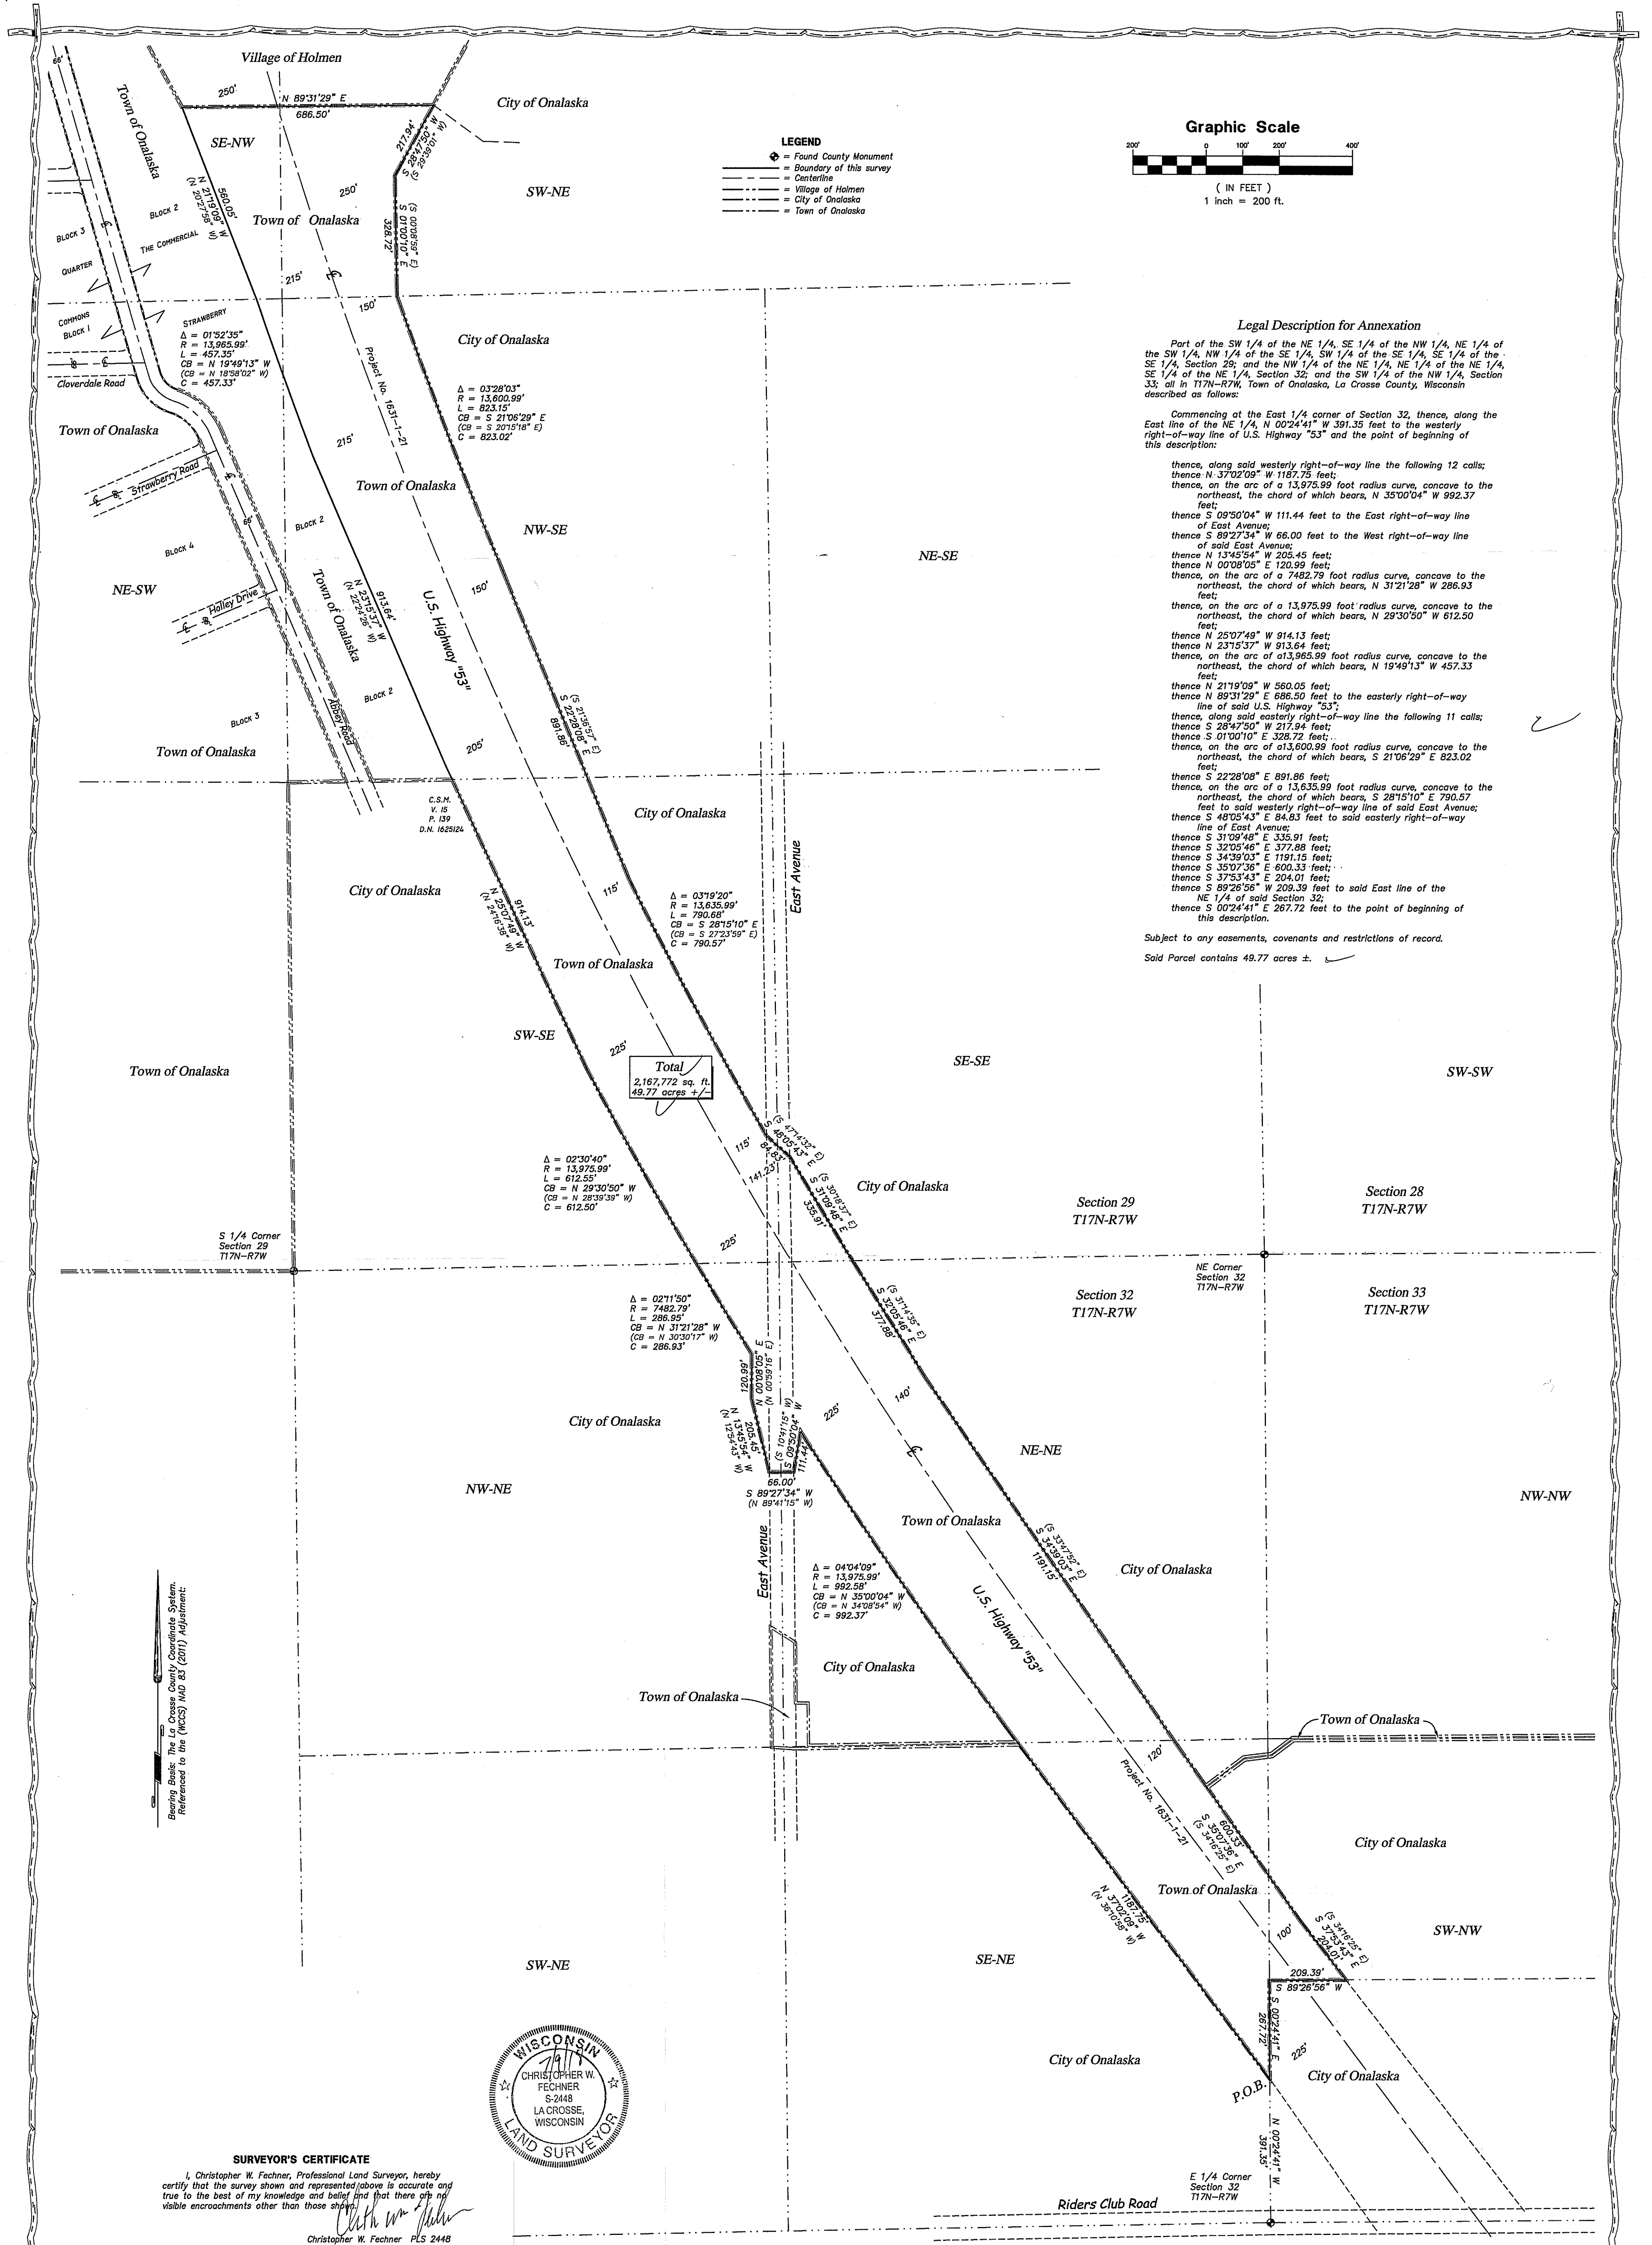 Village of Holmen
66'
Town of Onalaska
250'
N 89°31'29" E
686.50'
City of Onalaska
SE-NW
217.94'
S 28°47'50" W
(S 29°39'01" W)
560.05'
N 21°19'09" W
(N 20°27'58" W)
250'
Town of Onalaska
SW-NE
(S 00°08'59" E)
S 01°00'10" E
328.72'
BLOCK 2
BLOCK 3
THE COMMERCIAL
QUARTER
215'
150'
COMMONS
BLOCK 1
STRAWBERRY
Δ = 01°52'35"
R = 13,965.99'
L = 457.35'
CB = N 19°49'13" W
(CB = N 18°58'02" W)
C = 457.33'
Cloverdale Road
LEGEND
= Found County Monument
= Boundary of this survey
= Centerline
= Village of Holmen
= City of Onalaska
= Town of Onalaska
Graphic Scale
200' 0 100' 200' 400'
( IN FEET )
1 inch = 200 ft.
City of Onalaska
Project No. 1631-1-21
Δ = 03°28'03"
R = 13,600.99'
L = 823.15'
CB = S 21°06'29" E
(CB = S 20°15'18" E)
C = 823.02'
Town of Onalaska
215'
Strawberry Road
Town of Onalaska
66'
BLOCK 2
BLOCK 4
NW-SE
NE-SE
NE-SW
Holley Drive
Town of Onalaska
913.64'
N 23°15'37" W
(N 22°24'26" W)
150'
U.S. Highway "53"
BLOCK 2
BLOCK 3
Abbey Road
Town of Onalaska
205'
(S 21°36'57" E)
S 22°28'08" E
891.86'
C.S.M.
V. 15
P. 139
D.N. 1625124
City of Onalaska
East Avenue
City of Onalaska
115'
914.13'
N 25°07'49" W
(N 24°16'38" W)
Δ = 03°19'20"
R = 13,635.99'
L = 790.68'
CB = S 28°15'10" E
(CB = S 27°23'59" E)
C = 790.57'
Town of Onalaska
Legal Description for Annexation
Part of the SW 1/4 of the NE 1/4, SE 1/4 of the NW 1/4, NE 1/4 of
the SW 1/4, NW 1/4 of the SE 1/4, SW 1/4 of the SE 1/4, SE 1/4 of the
SE 1/4, Section 29; and the NW 1/4 of the NE 1/4, NE 1/4 of the NE 1/4,
SE 1/4 of the NE 1/4, Section 32; and the SW 1/4 of the NW 1/4, Section
33; all in T17N-R7W, Town of Onalaska, La Crosse County, Wisconsin
described as follows:
Commencing at the East 1/4 corner of Section 32, thence, along the
East line of the NE 1/4, N 00°24'41" W 391.35 feet to the westerly
right-of-way line of U.S. Highway "53" and the point of beginning of
this description:
thence, along said westerly right-of-way line the following 12 calls;
thence N 37°02'09" W 1187.75 feet;
thence, on the arc of a 13,975.99 foot radius curve, concave to the
northeast, the chord of which bears, N 35°00'04" W 992.37
feet;
thence S 09°50'04" W 111.44 feet to the East right-of-way line
of East Avenue;
thence S 89°27'34" W 66.00 feet to the West right-of-way line
of said East Avenue;
thence N 13°45'54" W 205.45 feet;
thence N 00°08'05" E 120.99 feet;
thence, on the arc of a 7482.79 foot radius curve, concave to the
northeast, the chord of which bears, N 31°21'28" W 286.93
feet;
thence, on the arc of a 13,975.99 foot radius curve, concave to the
northeast, the chord of which bears, N 29°30'50" W 612.50
feet;
thence N 25°07'49" W 914.13 feet;
thence N 23°15'37" W 913.64 feet;
thence, on the arc of a13,965.99 foot radius curve, concave to the
northeast, the chord of which bears, N 19°49'13" W 457.33
feet;
thence N 21°19'09" W 560.05 feet;
thence N 89°31'29" E 686.50 feet to the easterly right-of-way
line of said U.S. Highway "53";
thence, along said easterly right-of-way line the following 11 calls;
thence S 28°47'50" W 217.94 feet;
thence S 01°00'10" E 328.72 feet;
thence, on the arc of a13,600.99 foot radius curve, concave to the
northeast, the chord of which bears, S 21°06'29" E 823.02
feet;
thence S 22°28'08" E 891.86 feet;
thence, on the arc of a 13,635.99 foot radius curve, concave to the
northeast, the chord of which bears, S 28°15'10" E 790.57
feet to said westerly right-of-way line of said East Avenue;
thence S 48°05'43" E 84.83 feet to said easterly right-of-way
line of East Avenue;
thence S 31°09'48" E 335.91 feet;
thence S 32°05'46" E 377.88 feet;
thence S 34°39'03" E 1191.15 feet;
thence S 35°07'36" E 600.33 feet;
thence S 37°53'43" E 204.01 feet;
thence S 89°26'56" W 209.39 feet to said East line of the
NE 1/4 of said Section 32;
thence S 00°24'41" E 267.72 feet to the point of beginning of
this description.
Subject to any easements, covenants and restrictions of record.
Said Parcel contains 49.77 acres ±.
SW-SE
225'
Total
2,167,772 sq. ft.
49.77 acres +/-
SE-SE
SW-SW
Town of Onalaska
(S 47°14'32" E)
S 48°05'43" E
84.83'
115'
141.23'
Δ = 02°30'40"
R = 13,975.99'
L = 612.55'
CB = N 29°30'50" W
(CB = N 28°39'39" W)
C = 612.50'
(S 30°18'37" E)
S 31°09'48" E
335.91'
City of Onalaska
Section 29
T17N-R7W
Section 28
T17N-R7W
S 1/4 Corner
Section 29
T17N-R7W
225'
NE Corner
Section 32
T17N-R7W
Section 32
T17N-R7W
Section 33
T17N-R7W
Δ = 02°11'50"
R = 7482.79'
L = 286.95'
CB = N 31°21'28" W
(CB = N 30°30'17" W)
C = 286.93'
(S 31°14'35" E)
S 32°05'46" E
377.88'
120.99'
N 00°08'05" E
(N 00°59'16" E)
140'
225'
City of Onalaska
205.45'
N 13°45'54" W
(N 12°54'43" W)
(S 10°41'15" W)
S 09°50'04" W
111.44'
66.00'
S 89°27'34" W
(N 89°41'15" W)
NW-NE
NE-NE
NW-NW
East Avenue
Town of Onalaska
(S 33°47'52" E)
S 34°39'03" E
1191.15'
City of Onalaska
Δ = 04°04'09"
R = 13,975.99'
L = 992.58'
CB = N 35°00'04" W
(CB = N 34°08'54" W)
C = 992.37'
U.S. Highway "53"
City of Onalaska
Town of Onalaska
Town of Onalaska
Bearing Basis: The La Crosse County Coordinate System.
Referenced to the (WCCS) NAD 83 (2011) Adjustment:
120'
Project No. 1631-1-21
600.33'
S 35°07'36" E
(S 34°16'25" E)
City of Onalaska
Town of Onalaska
1187.75'
N 37°02'09" W
(N 36°10'58" W)
(S 34°16'25" E)
S 37°53'43" E
204.01'
SW-NW
100'
SW-NE
SE-NE
209.39'
S 89°26'56" W
S 00°24'41" E
267.72'
225'
City of Onalaska
City of Onalaska
P.O.B.
N 00°24'41" W
391.35'
WISCONSIN
7/9/18
CHRISTOPHER W.
FECHNER
S-2448
LA CROSSE,
WISCONSIN
LAND SURVEYOR
E 1/4 Corner
Section 32
T17N-R7W
Riders Club Road
SURVEYOR'S CERTIFICATE
I, Christopher W. Fechner, Professional Land Surveyor, hereby
certify that the survey shown and represented above is accurate and
true to the best of my knowledge and belief and that there are no
visible encroachments other than those shown.
Christopher W. Fechner PLS 2448